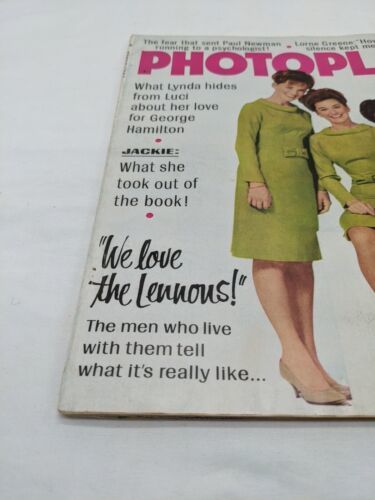 The fear that sent Paul Newman
running to a psychologist! • Lorne Greene: "How
silence kept me
PHOTOPL
What Lynda hides
from Luci
about her love
for George
Hamilton
•
JACKIE:
What she
took out of
the book!
•
"We love
the Lennons!"
The men who live
with them tell
what it's really like...